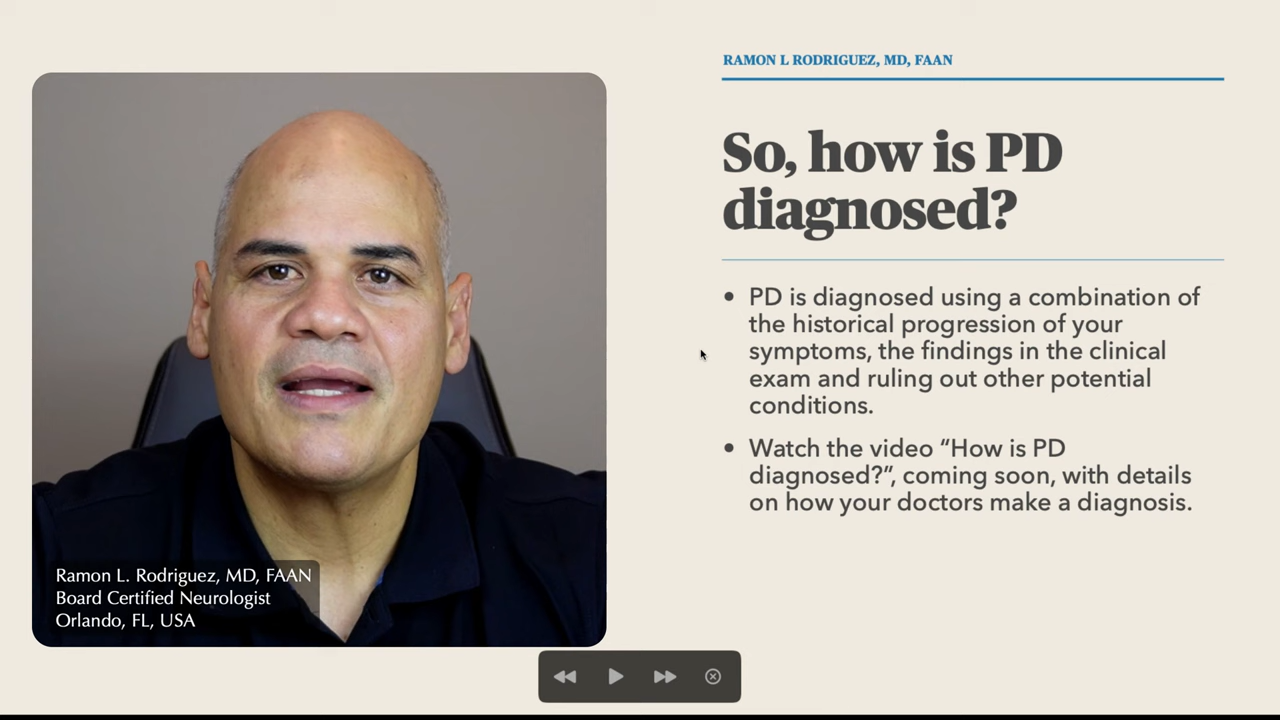 RAMON L RODRIGUEZ, MD, FAAN
So, how is PD
diagnosed?
• PD is diagnosed using a combination of
the historical progression of your
symptoms, the findings in the clinical
exam and ruling out other potential
conditions.
• Watch the video “How is PD
diagnosed?”, coming soon, with details
on how your doctors make a diagnosis.
Ramon L. Rodriguez, MD, FAAN
Board Certified Neurologist
Orlando, FL, USA